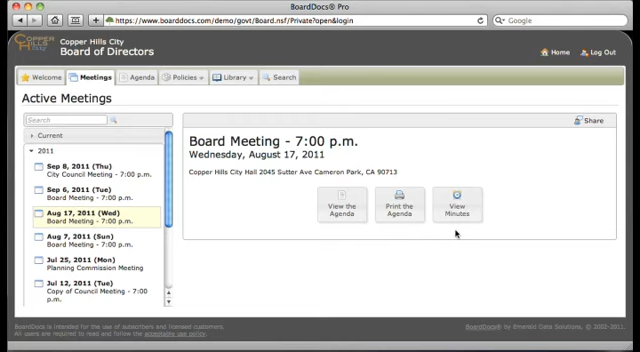 BoardDocs® Pro
https://www.boarddocs.com/demo/govt/Board.nsf/Private?open&login
Google
COPPER HILLS CITY
Copper Hills City
Board of Directors
Home
Log Out
Welcome
Meetings
Agenda
Policies
Library
Search
Active Meetings
Search
Share
Current
2011
Sep 8, 2011 (Thu)
City Council Meeting - 7:00 p.m.
Sep 6, 2011 (Tue)
Board Meeting - 7:00 p.m.
Aug 17, 2011 (Wed)
Board Meeting - 7:00 p.m.
Aug 7, 2011 (Sun)
Board Meeting - 7:00 p.m.
Jul 25, 2011 (Mon)
Planning Commission Meeting
Jul 12, 2011 (Tue)
Copy of Council Meeting - 7:00
p.m.
Board Meeting - 7:00 p.m.
Wednesday, August 17, 2011
Copper Hills City Hall 2045 Sutter Ave Cameron Park, CA 90713
View the
Agenda
Print the
Agenda
View
Minutes
BoardDocs is intended for the use of subscribers and licensed customers.
All users are required to read and follow the acceptable use policy.
BoardDocs® by Emerald Data Solutions, © 2002-2011.